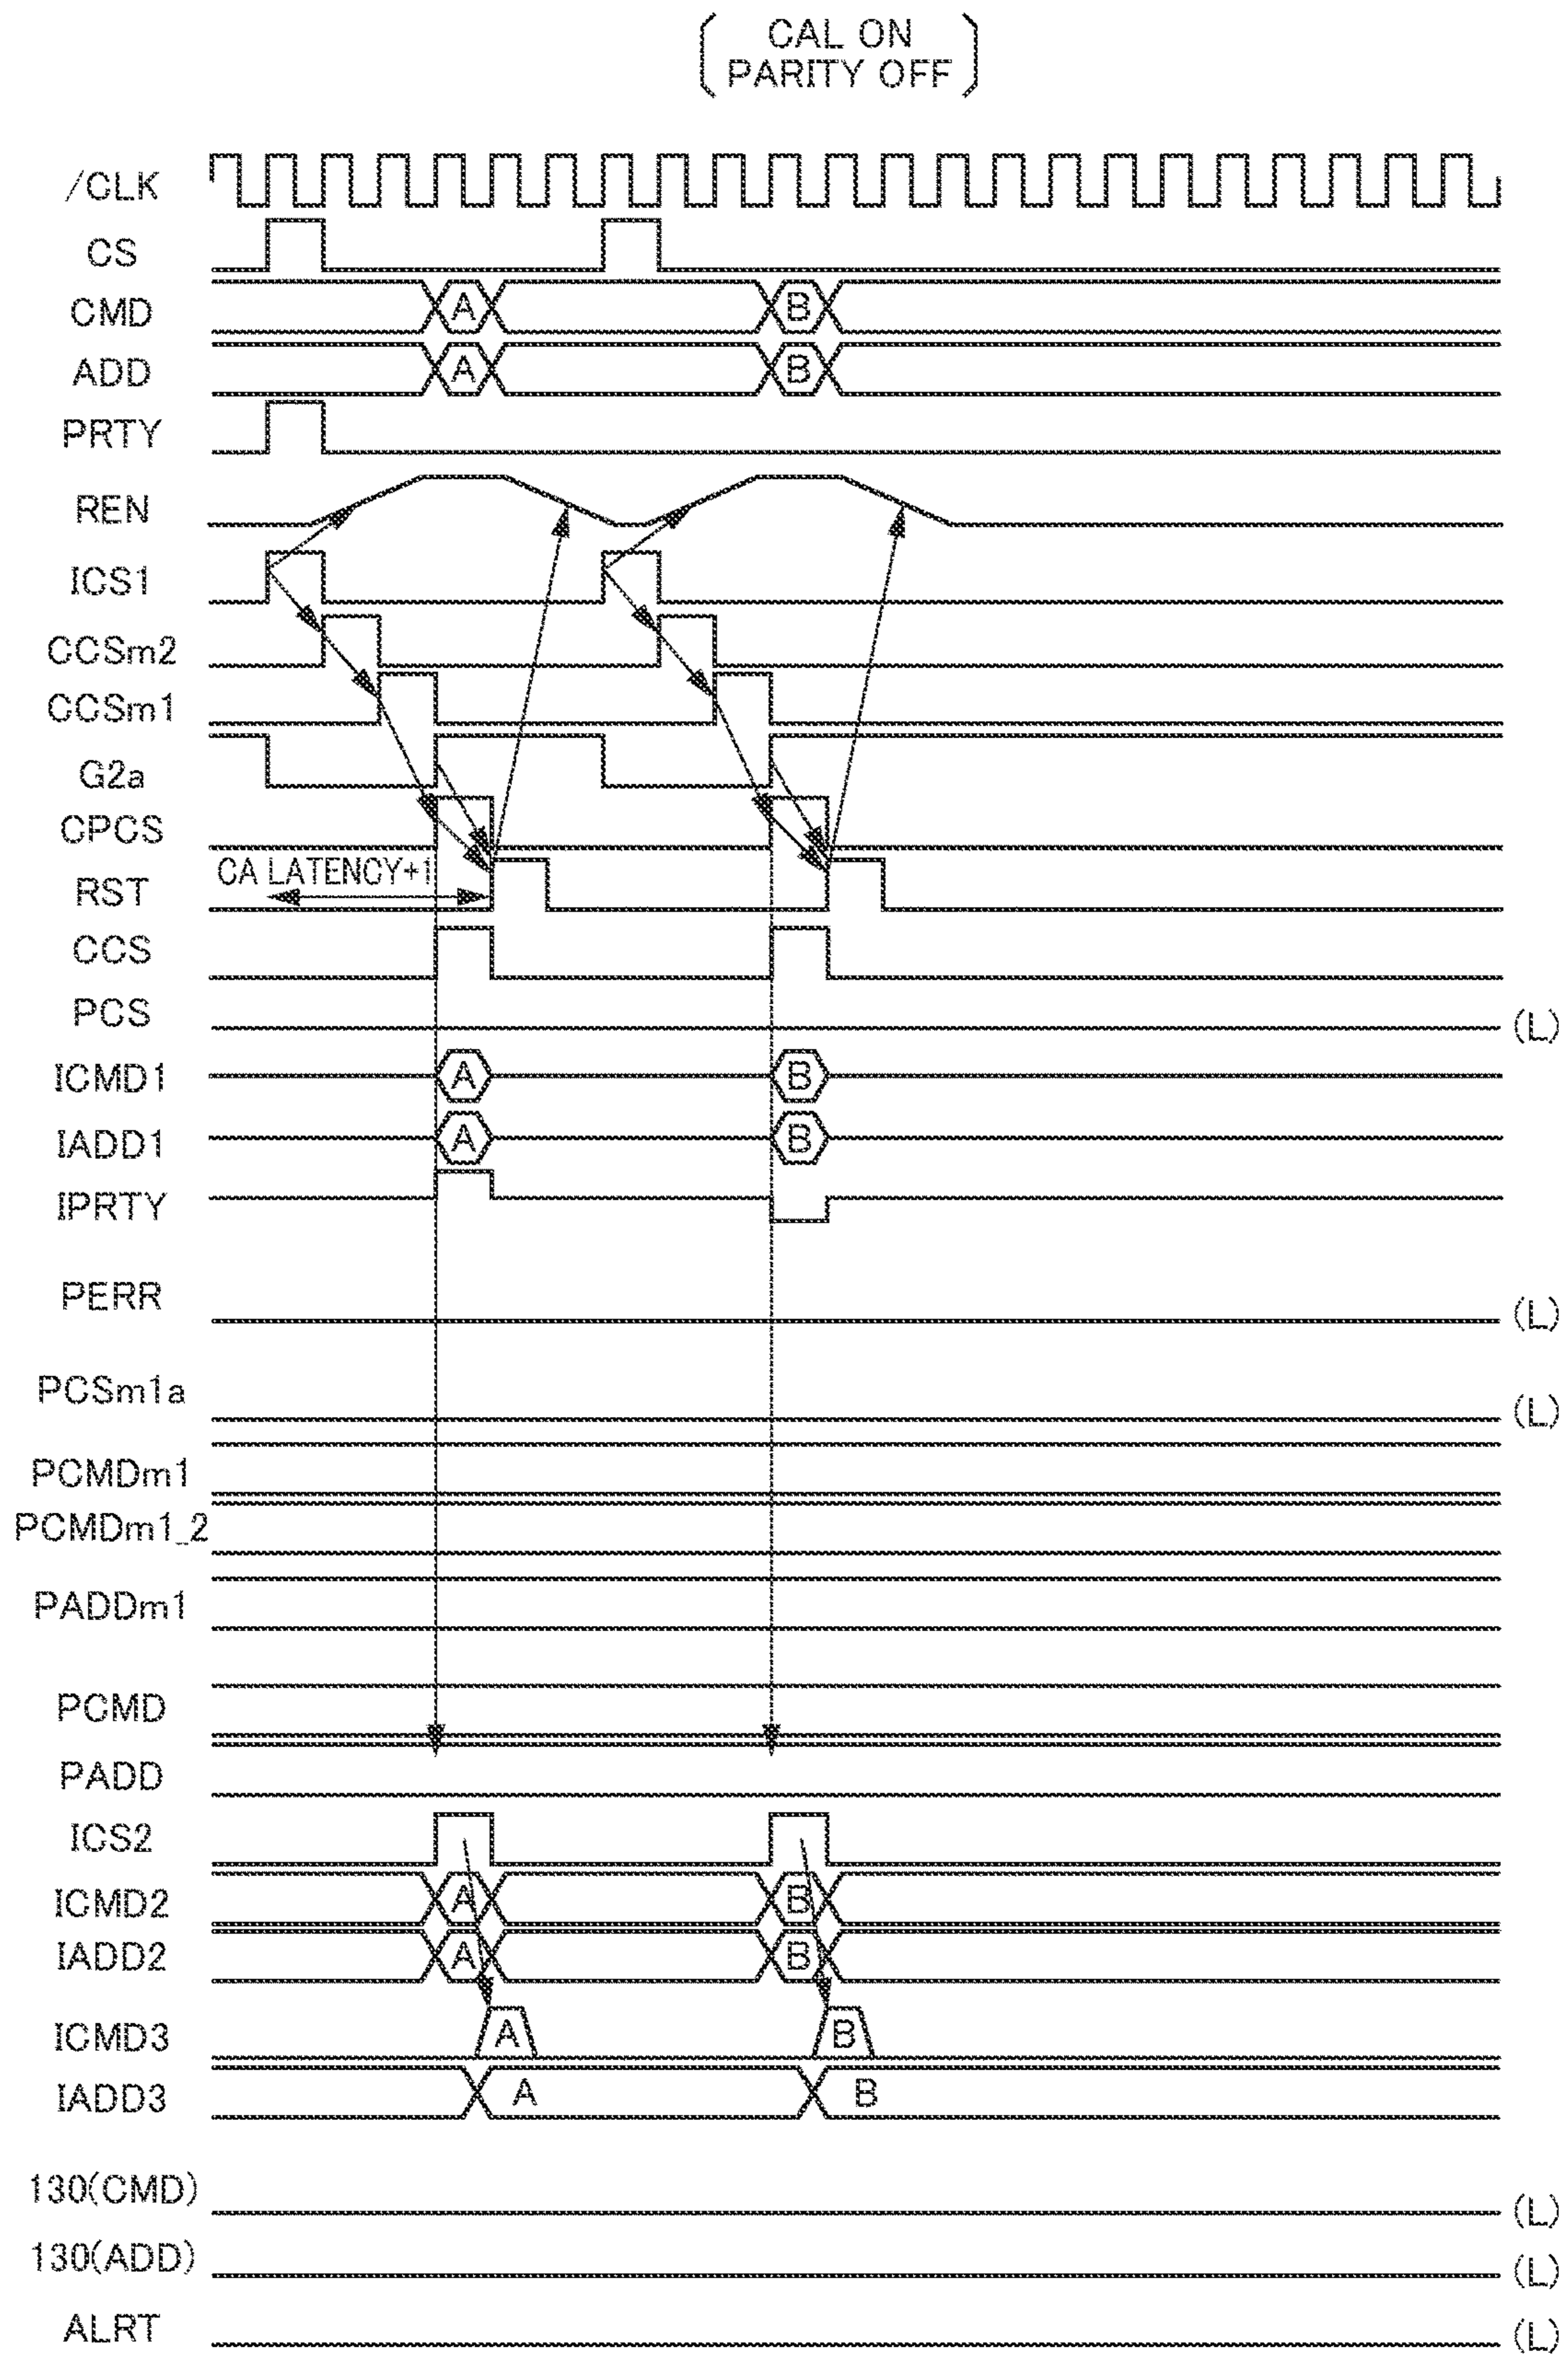 CAL ON
PARITY OFF
/CLK
CS
CMD A B
ADD A B
PRTY
REN
ICS1
CCSm2
CCSm1
G2a
CPCS
CA LATENCY+1
RST
CCS
PCS (L)
ICMD1 A B
IADD1 A B
IPRTY
PERR (L)
PCSm1a (L)
PCMDm1
PCMDm1_2
PADDm1
PCMD
PADD
ICS2
ICMD2 A B
IADD2 A B
ICMD3 A B
IADD3 A B
130(CMD) (L)
130(ADD) (L)
ALRT (L)